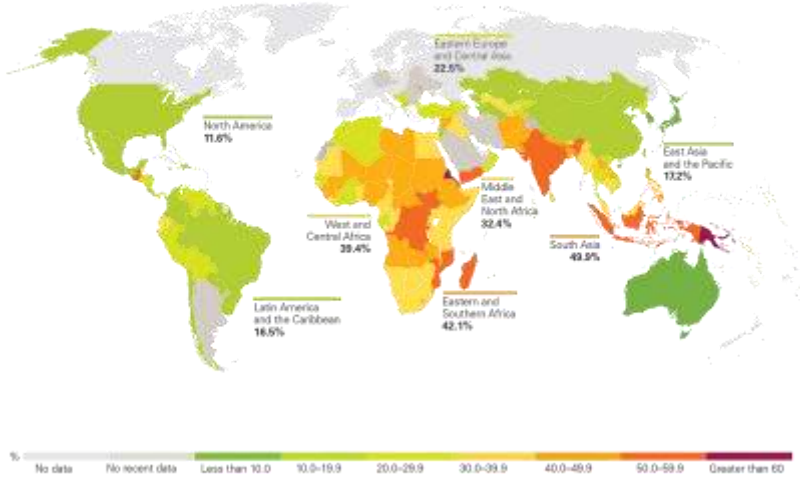 Eastern Europe
and Central Asia
22.5%
North America
11.6%
East Asia
and the Pacific
17.2%
Middle
East and
North Africa
32.4%
West and
Central Africa
39.4%
South Asia
49.9%
Latin America
and the Caribbean
16.5%
Eastern and
Southern Africa
42.1%
%
No data
No recent data
Less than 10.0
10.0–19.9
20.0–29.9
30.0–39.9
40.0–49.9
50.0–59.9
Greater than 60